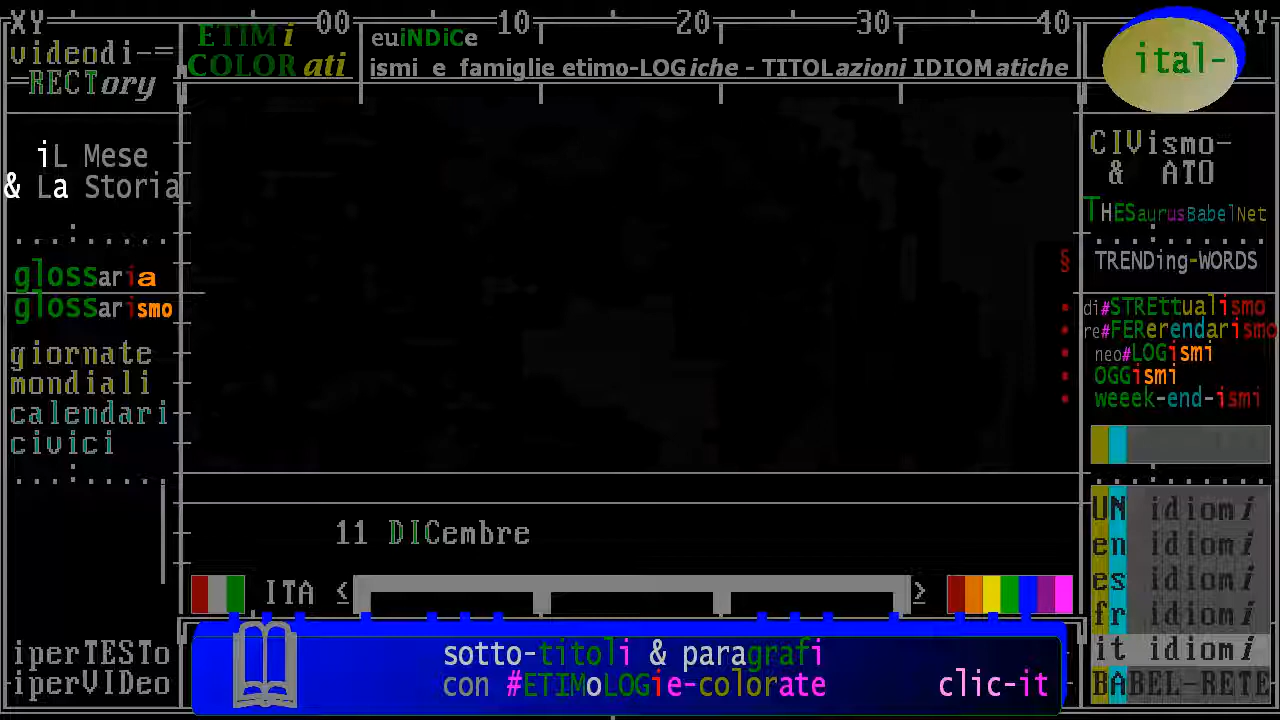 XY 00 10 20 30 40 XY
videodi-=
=RECTory
ETIMi
COLORati
euiNDiCe
ismi e famiglie etimo-LOGiche - TITOLazioni IDIOMatiche
ital-
iL Mese
& La Storia
...:.....
glossaria
glossarismo
giornate
mondiali
calendari
civici
...:.....
iperTESTo
iperVIDeo
§
11 DICembre
ITA <
>
sotto-titoli & paragrafi
con #ETIMoLOGie-colorate
clic-it
CIVismo-
& ATO
THESaurusBabelNet
...:.......
TRENDing-WORDS
di#STREttualismo
re#FERerendarismo
neo#LOGismi
OGGismi
weeek-end-ismi
...:.......
UN idiomi
en idiomi
es idiomi
fr idiomi
it idiomi
BABEL-RETE